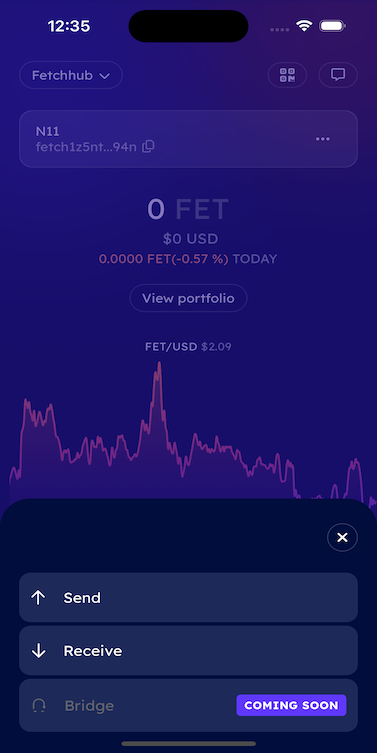 12:35
Fetchhub
N11
fetch1z5nt...94n
0 FET
$0 USD
0.0000 FET(-0.57 %) TODAY
View portfolio
FET/USD $2.09
Send
Receive
Bridge
COMING SOON